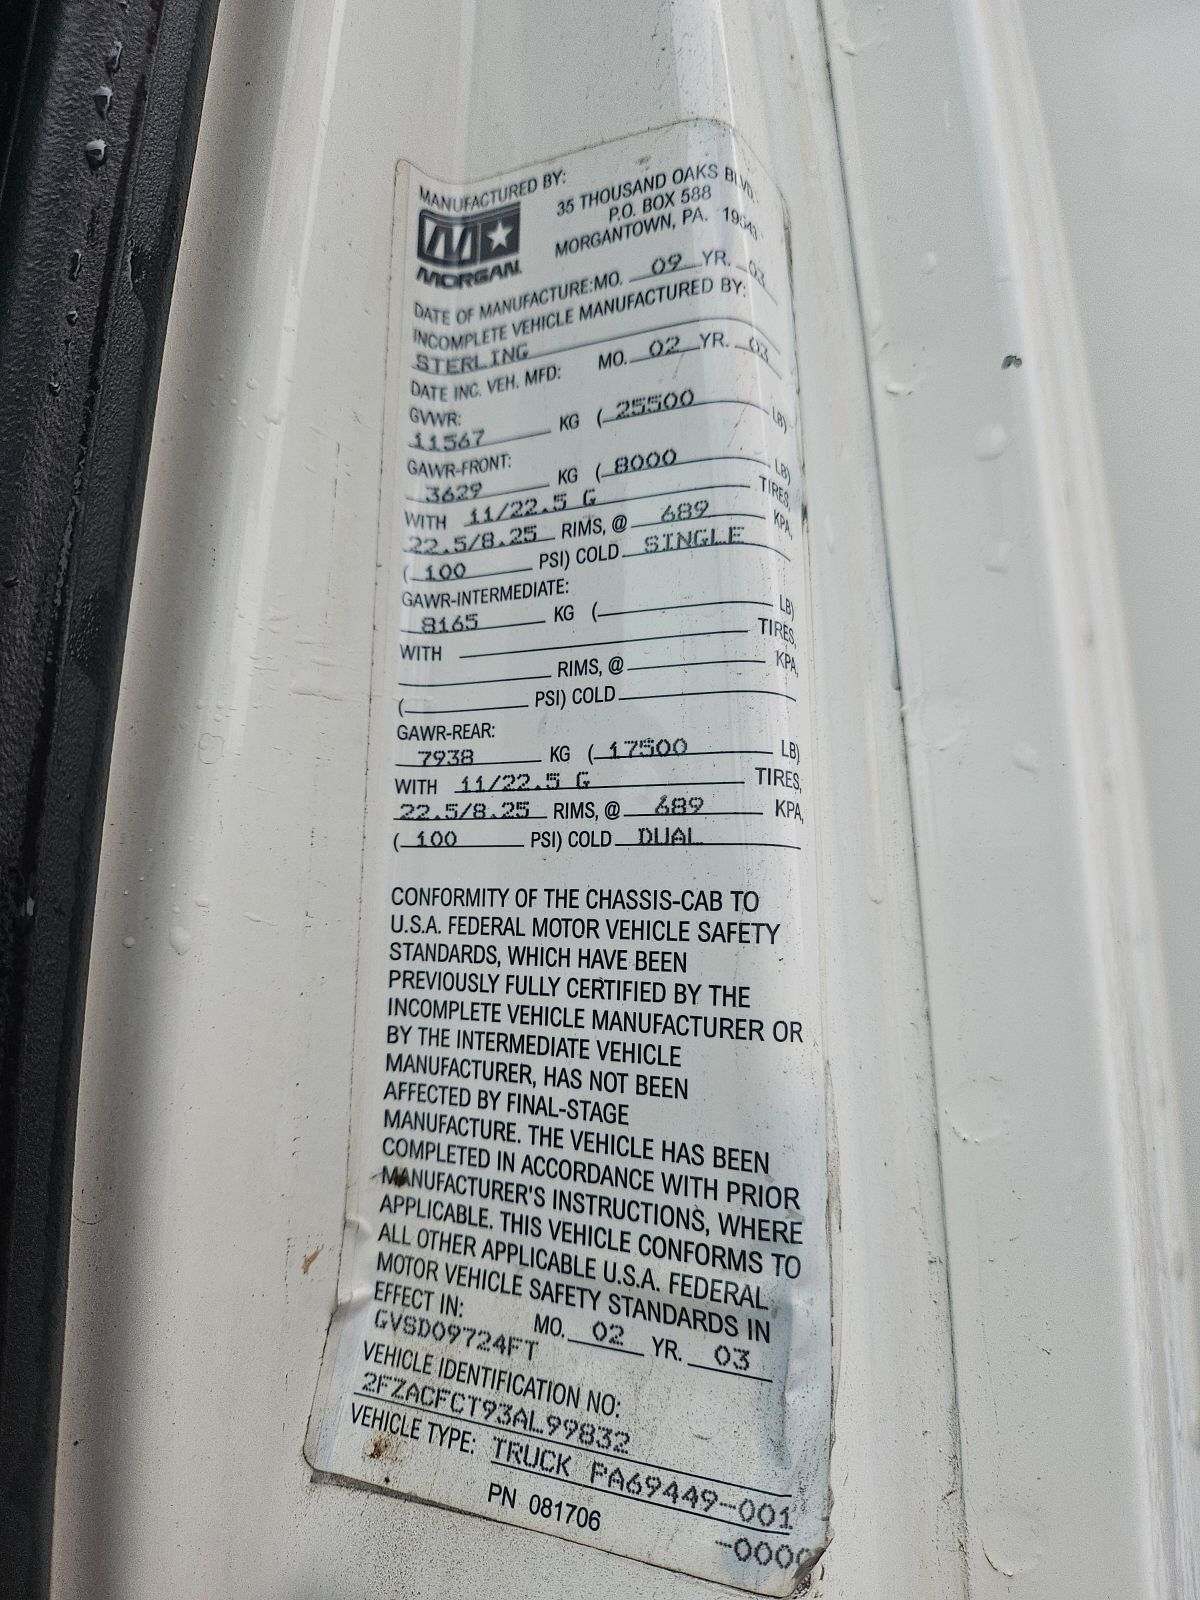 MANUFACTURED BY:
MORGAN
35 THOUSAND OAKS BLVD.
P.O. BOX 588
MORGANTOWN, PA. 19543
DATE OF MANUFACTURE:MO. 09 YR. 03
INCOMPLETE VEHICLE MANUFACTURED BY:
STERLING
DATE INC. VEH. MFD: MO. 02 YR. 03
GVWR:
11567 KG (25500 LB)
GAWR-FRONT:
3629 KG (8000 LB)
WITH 11/22.5 G TIRES,
22.5/8.25 RIMS, @ 689 KPA,
(100 PSI) COLD SINGLE
GAWR-INTERMEDIATE:
8165 KG ( LB)
WITH TIRES,
RIMS, @ KPA,
( PSI) COLD
GAWR-REAR:
7938 KG (17500 LB)
WITH 11/22.5 G TIRES,
22.5/8.25 RIMS, @ 689 KPA,
(100 PSI) COLD DUAL
CONFORMITY OF THE CHASSIS-CAB TO
U.S.A. FEDERAL MOTOR VEHICLE SAFETY
STANDARDS, WHICH HAVE BEEN
PREVIOUSLY FULLY CERTIFIED BY THE
INCOMPLETE VEHICLE MANUFACTURER OR
BY THE INTERMEDIATE VEHICLE
MANUFACTURER, HAS NOT BEEN
AFFECTED BY FINAL-STAGE
MANUFACTURE. THE VEHICLE HAS BEEN
COMPLETED IN ACCORDANCE WITH PRIOR
MANUFACTURER'S INSTRUCTIONS, WHERE
APPLICABLE. THIS VEHICLE CONFORMS TO
ALL OTHER APPLICABLE U.S.A. FEDERAL
MOTOR VEHICLE SAFETY STANDARDS IN
EFFECT IN: MO. 02 YR. 03
GVSD09724FT
VEHICLE IDENTIFICATION NO:
2FZACFCT93AL99832
VEHICLE TYPE: TRUCK PA69449-001
PN 081706